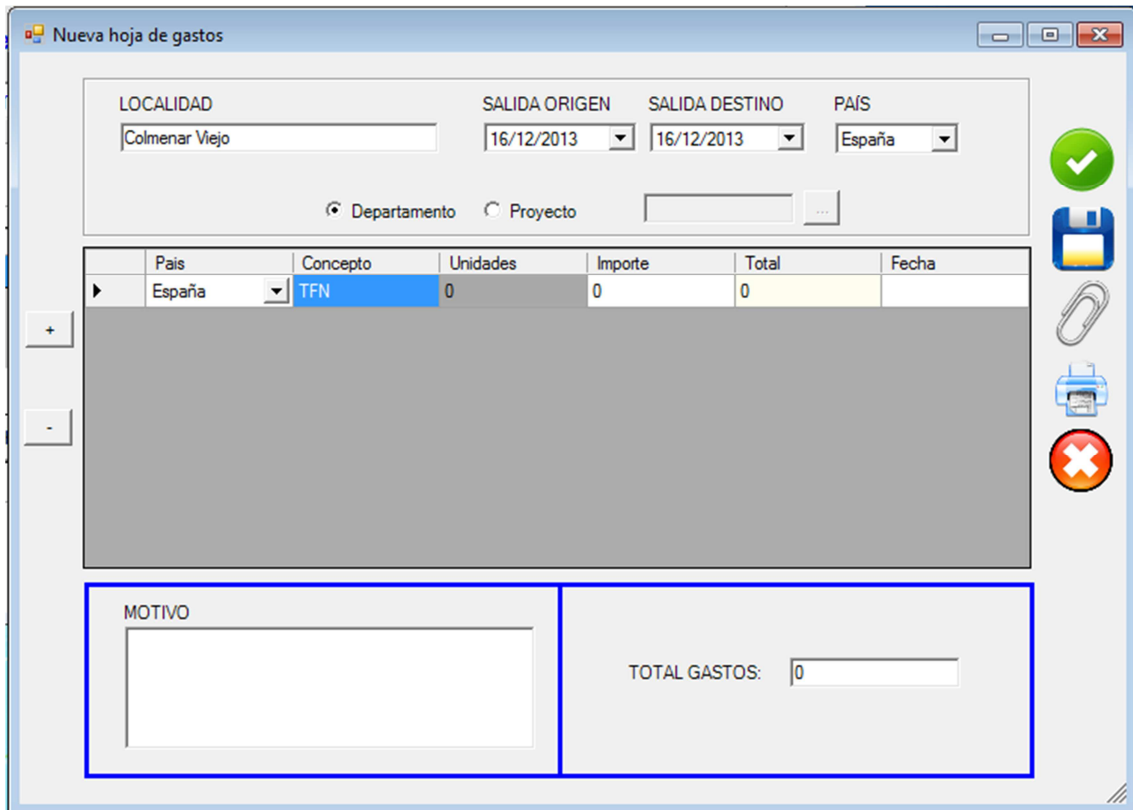 Nueva hoja de gastos
LOCALIDAD SALIDA ORIGEN SALIDA DESTINO PAÍS
Colmenar Viejo 16/12/2013 16/12/2013 España
Departamento Proyecto ...
Pais Concepto Unidades Importe Total Fecha
España TFN 0 0 0
+
-
MOTIVO
TOTAL GASTOS: 0